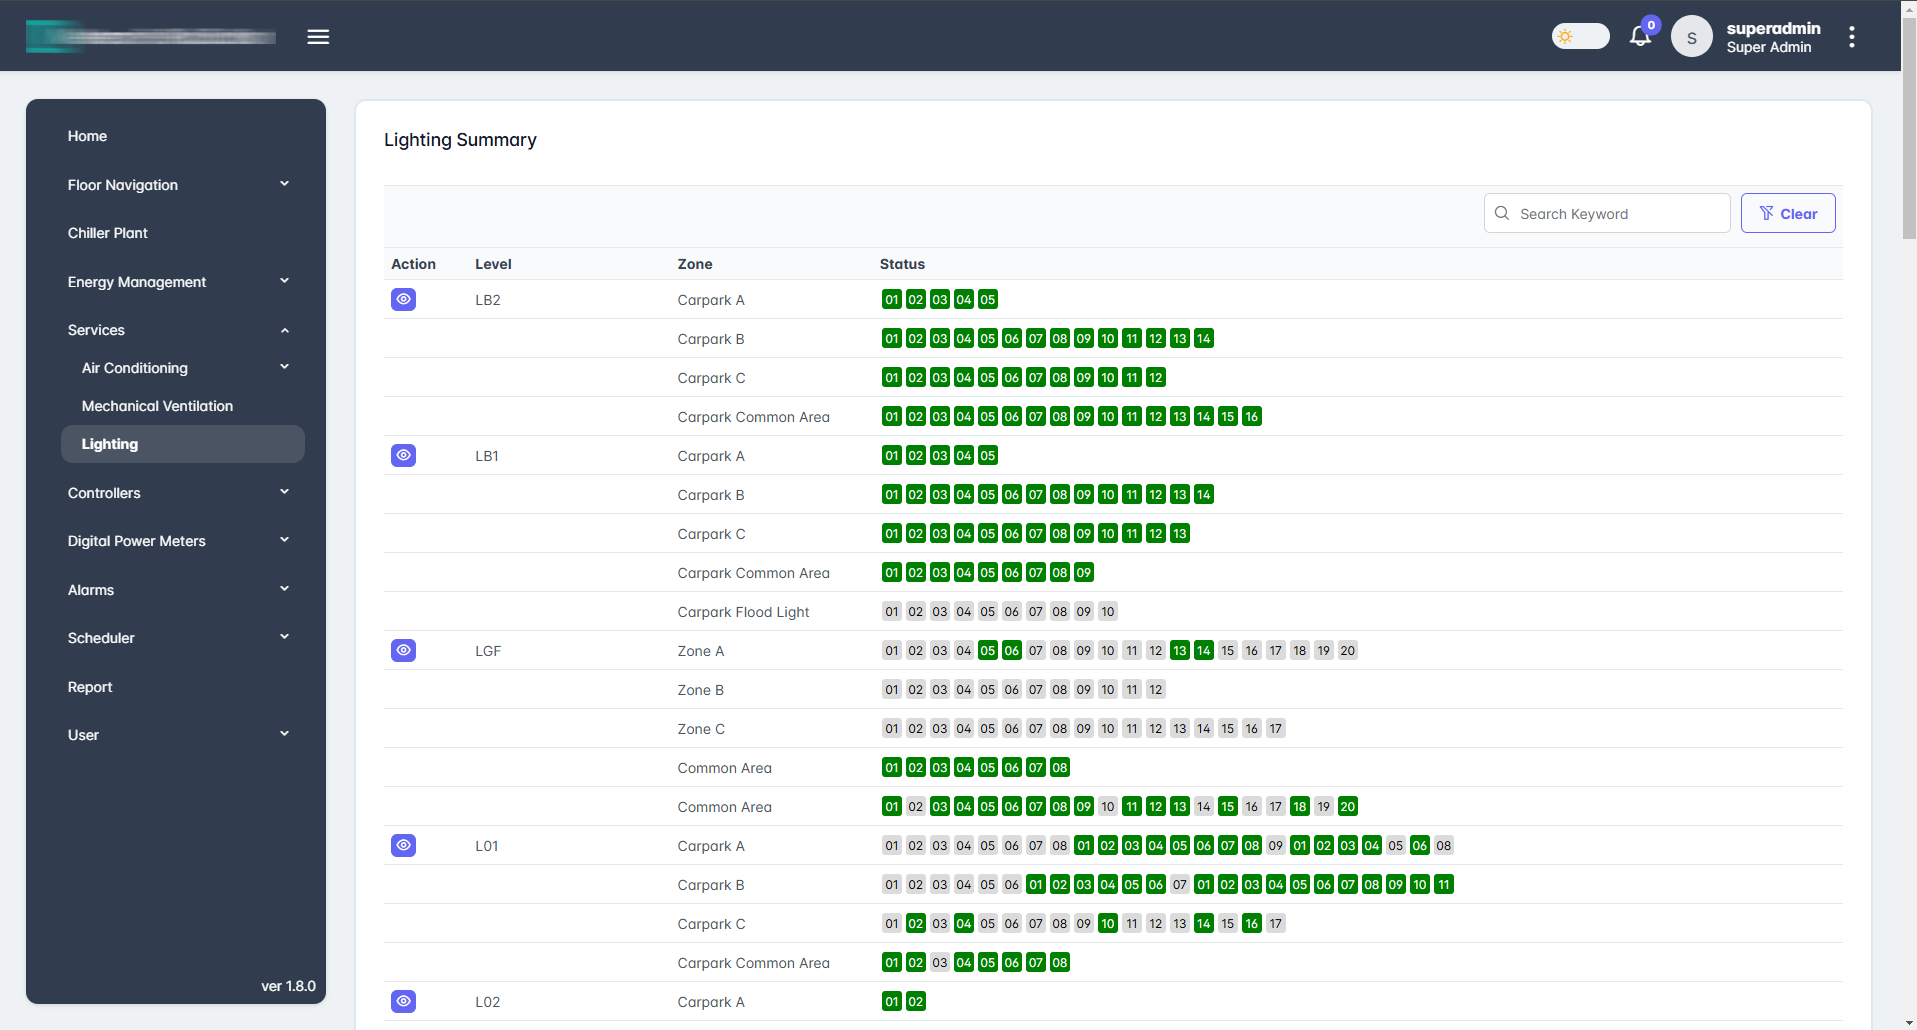 0
S
superadmin
Super Admin
Home
Floor Navigation
Chiller Plant
Energy Management
Services
Air Conditioning
Mechanical Ventilation
Lighting
Controllers
Digital Power Meters
Alarms
Scheduler
Report
User
ver 1.8.0
Lighting Summary
Search Keyword
Clear
Action Level Zone Status
LB2 Carpark A 01 02 03 04 05
Carpark B 01 02 03 04 05 06 07 08 09 10 11 12 13 14
Carpark C 01 02 03 04 05 06 07 08 09 10 11 12
Carpark Common Area 01 02 03 04 05 06 07 08 09 10 11 12 13 14 15 16
LB1 Carpark A 01 02 03 04 05
Carpark B 01 02 03 04 05 06 07 08 09 10 11 12 13 14
Carpark C 01 02 03 04 05 06 07 08 09 10 11 12 13
Carpark Common Area 01 02 03 04 05 06 07 08 09
Carpark Flood Light 01 02 03 04 05 06 07 08 09 10
LGF Zone A 01 02 03 04 05 06 07 08 09 10 11 12 13 14 15 16 17 18 19 20
Zone B 01 02 03 04 05 06 07 08 09 10 11 12
Zone C 01 02 03 04 05 06 07 08 09 10 11 12 13 14 15 16 17
Common Area 01 02 03 04 05 06 07 08
Common Area 01 02 03 04 05 06 07 08 09 10 11 12 13 14 15 16 17 18 19 20
L01 Carpark A 01 02 03 04 05 06 07 08 01 02 03 04 05 06 07 08 09 01 02 03 04 05 06 08
Carpark B 01 02 03 04 05 06 01 02 03 04 05 06 07 01 02 03 04 05 06 07 08 09 10 11
Carpark C 01 02 03 04 05 06 07 08 09 10 11 12 13 14 15 16 17
Carpark Common Area 01 02 03 04 05 06 07 08
L02 Carpark A 01 02